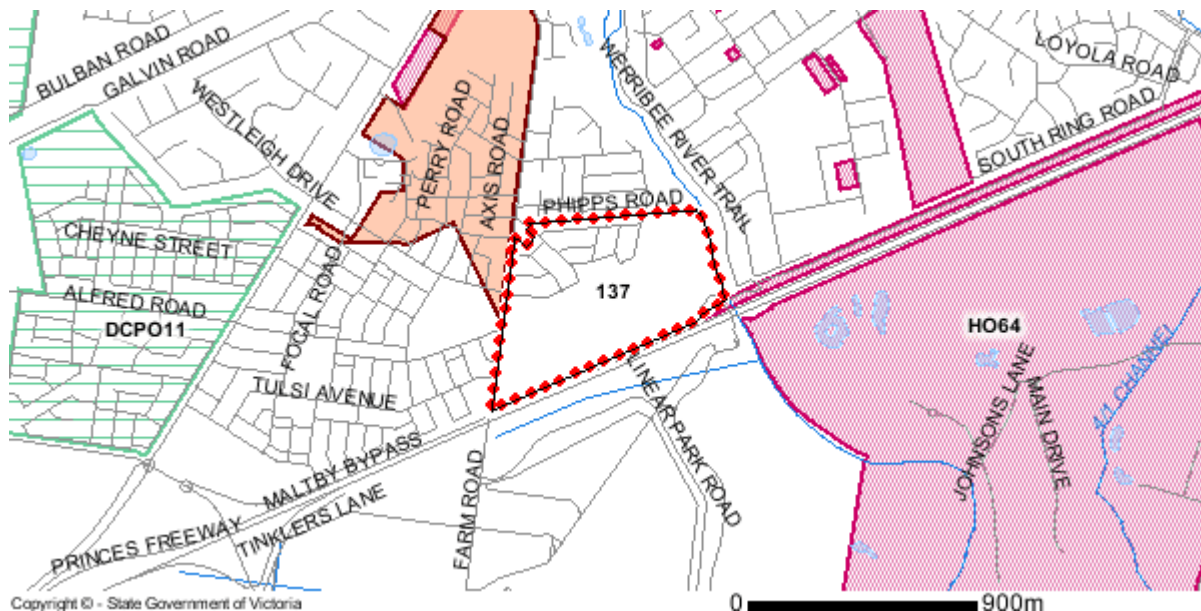 BULBAN ROAD
GALVIN ROAD
WESTLEIGH DRIVE
PERRY ROAD
AXIS ROAD
WERRIBEE RIVER TRAIL
LOYOLA ROAD
SOUTH RING ROAD
PHIPPS ROAD
CHEYNE STREET
ALFRED ROAD
DCPO11
FOCAL ROAD
137
HO64
TULSI AVENUE
LINEAR PARK ROAD
JOHNSONS LANE
MAIN DRIVE
MALTBY BYPASS
FARM ROAD
PRINCES FREEWAY
TINKLERS LANE
Copyright © - State Government of Victoria
0 900m